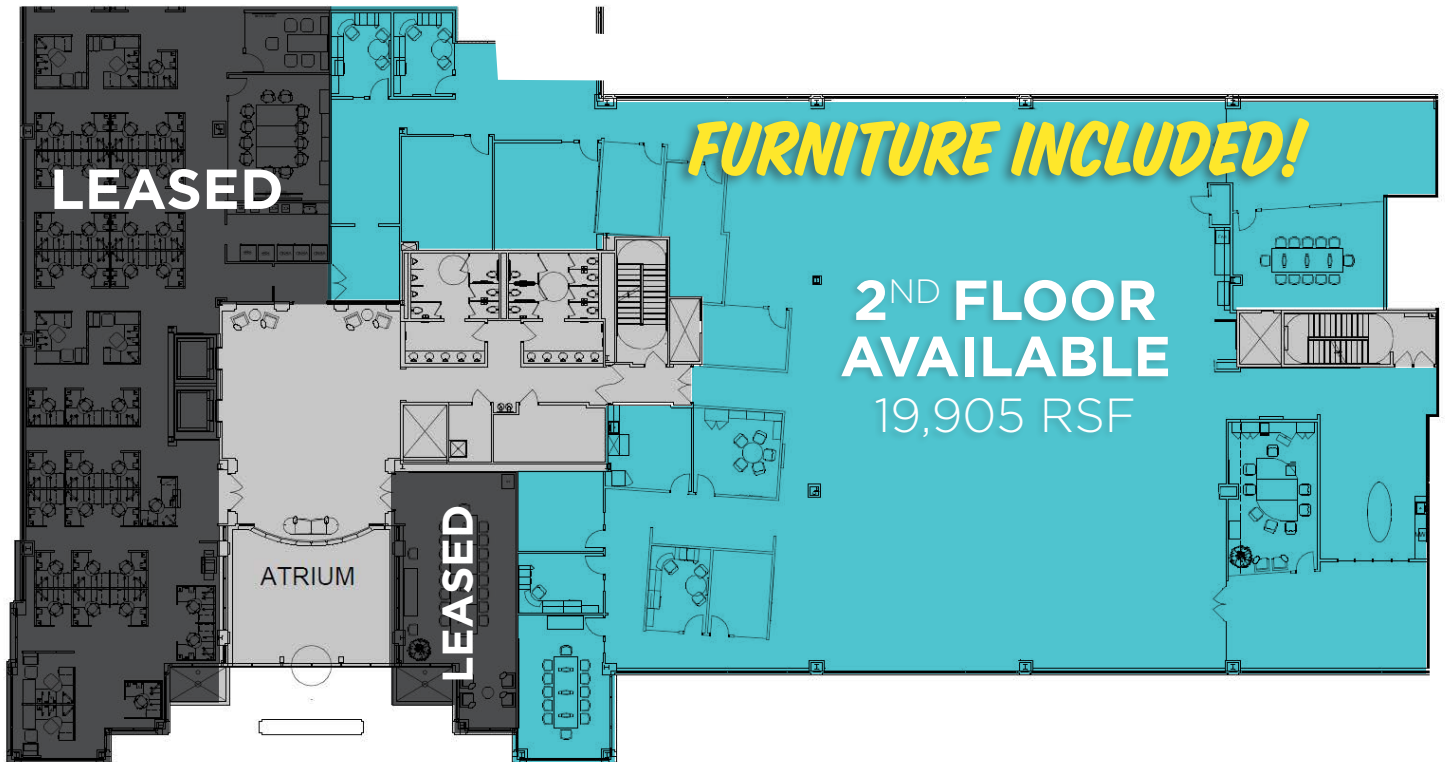 FURNITURE INCLUDED!
LEASED
2ND FLOOR
AVAILABLE
19,905 RSF
LEASED
ATRIUM